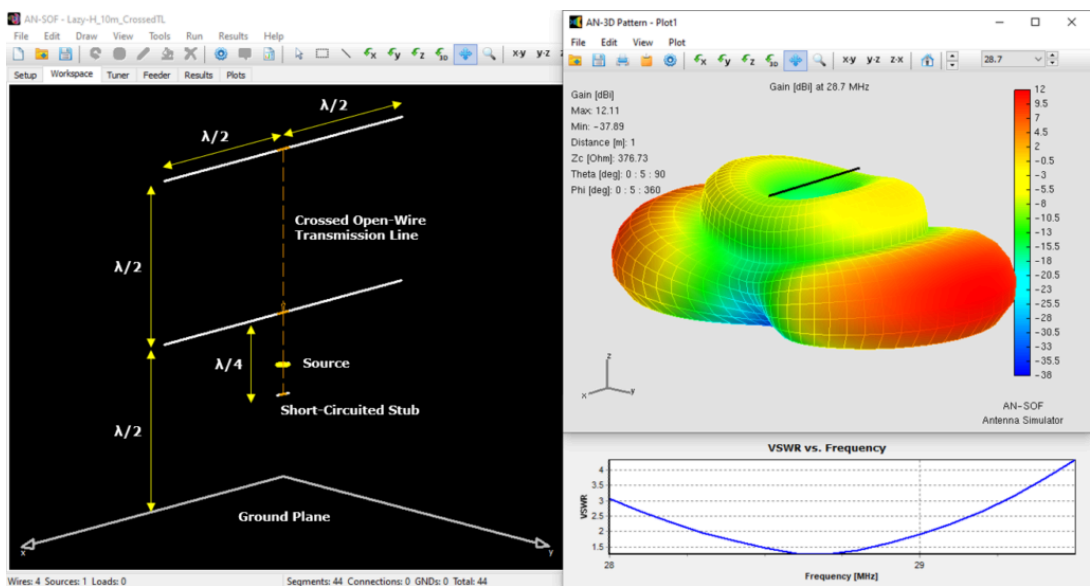 AN-SOF - Lazy-H_10m_CrossedTL
File Edit Draw View Tools Run Results Help
x-y y-z
Setup Workspace Tuner Feeder Results Plots
λ/2
λ/2
λ/2
Crossed Open-Wire
Transmission Line
λ/4
Source
Short-Circuited Stub
λ/2
Ground Plane
x
y
Wires: 4 Sources: 1 Loads: 0
Segments: 44 Connections: 0 GNDs: 0 Total: 44
AN-3D Pattern - Plot1
File Edit View Plot
x-y y-z z-x 28.7
Gain [dBi] at 28.7 MHz
Gain [dBi]
Max: 12.11
Min: -37.89
Distance [m]: 1
Zc [Ohm]: 376.73
Theta [deg]: 0 : 5 : 90
Phi [deg]: 0 : 5 : 360
12
9.5
7
4.5
2
-0.5
-3
-5.5
-8
-10.5
-13
-15.5
-18
-20.5
-23
-25.5
-28
-30.5
-33
-35.5
-38
z
x
y
AN-SOF
Antenna Simulator
VSWR vs. Frequency
VSWR
4
3.5
3
2.5
2
1.5
28
29
Frequency [MHz]